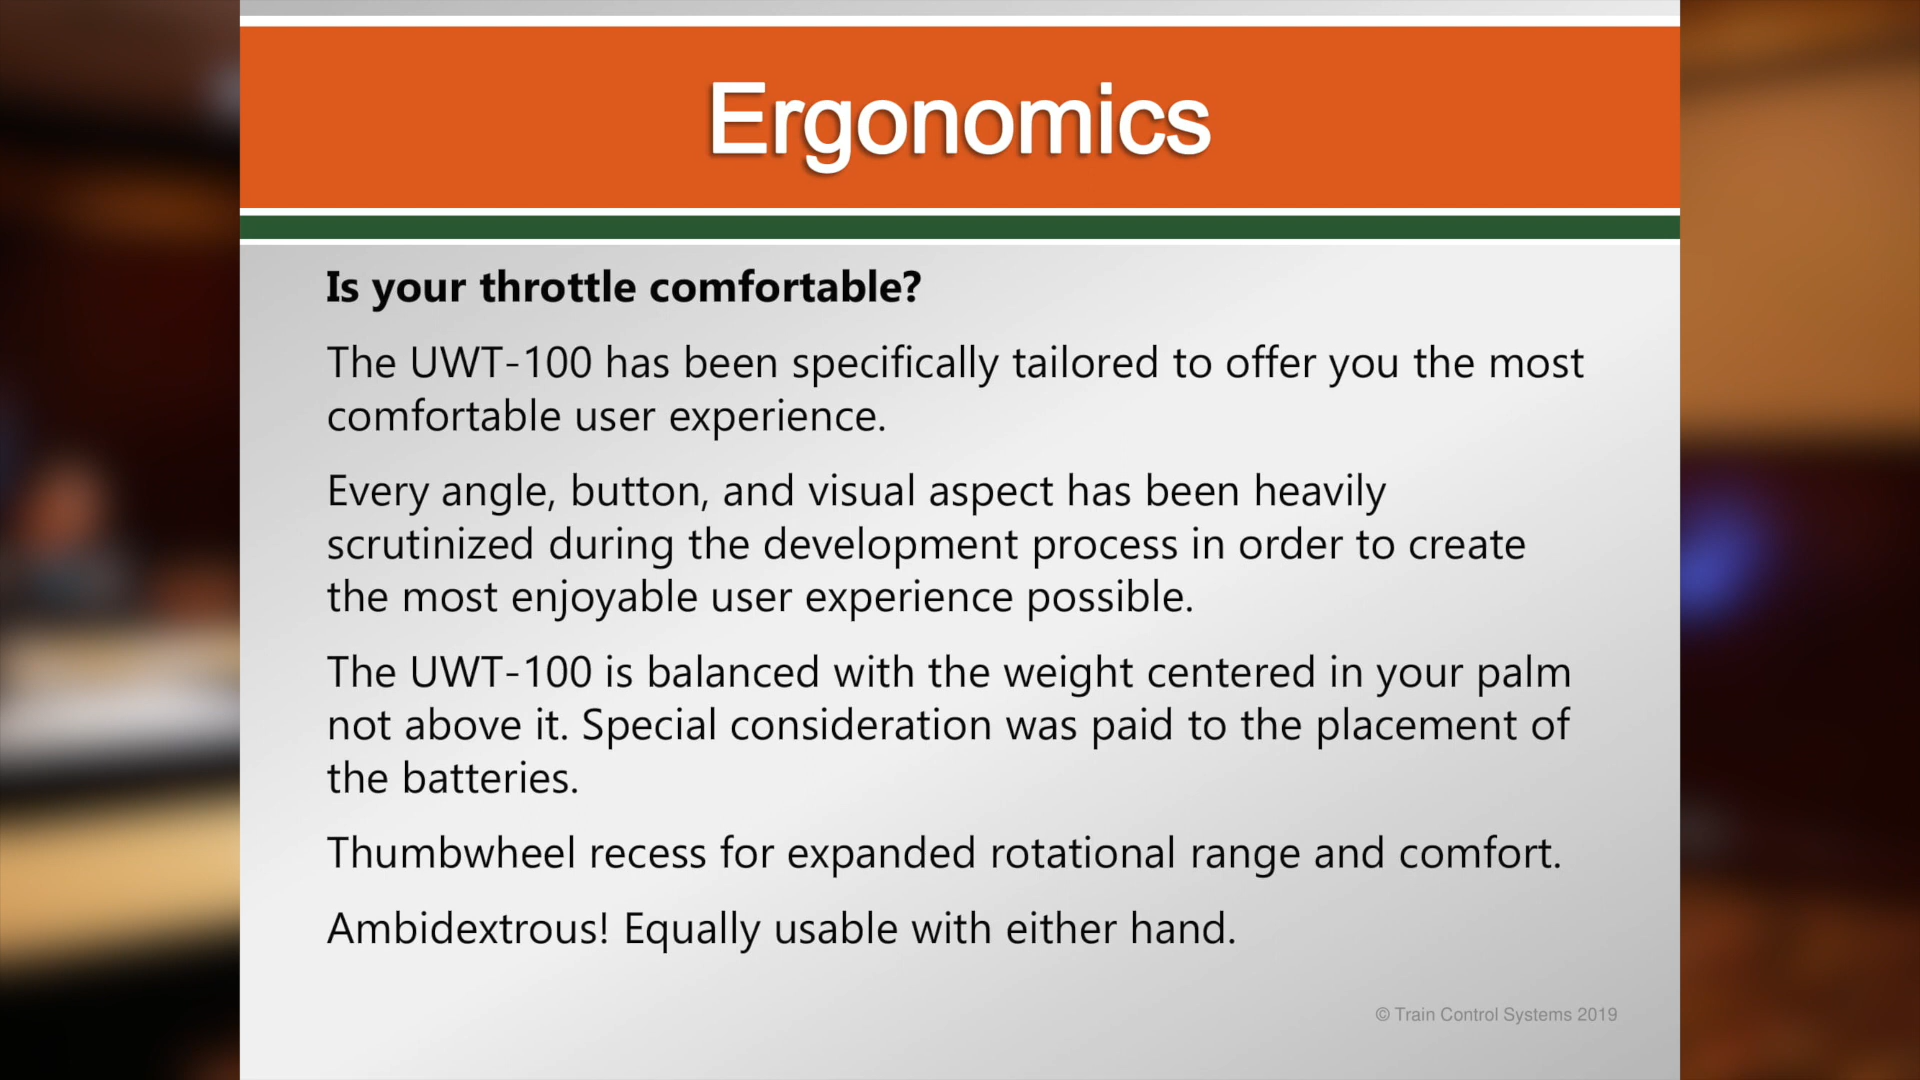 Ergonomics
Is your throttle comfortable?
The UWT-100 has been specifically tailored to offer you the most
comfortable user experience.
Every angle, button, and visual aspect has been heavily
scrutinized during the development process in order to create
the most enjoyable user experience possible.
The UWT-100 is balanced with the weight centered in your palm
not above it. Special consideration was paid to the placement of
the batteries.
Thumbwheel recess for expanded rotational range and comfort.
Ambidextrous! Equally usable with either hand.
© Train Control Systems 2019